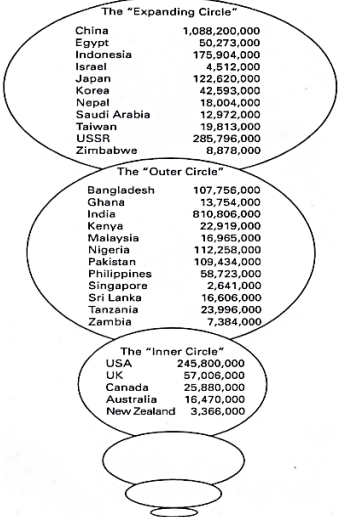 The "Expanding Circle"
China 1,088,200,000
Egypt 50,273,000
Indonesia 175,904,000
Israel 4,512,000
Japan 122,620,000
Korea 42,593,000
Nepal 18,004,000
Saudi Arabia 12,972,000
Taiwan 19,813,000
USSR 285,796,000
Zimbabwe 8,878,000
The "Outer Circle"
Bangladesh 107,756,000
Ghana 13,754,000
India 810,806,000
Kenya 22,919,000
Malaysia 16,965,000
Nigeria 112,258,000
Pakistan 109,434,000
Philippines 58,723,000
Singapore 2,641,000
Sri Lanka 16,606,000
Tanzania 23,996,000
Zambia 7,384,000
The "Inner Circle"
USA 245,800,000
UK 57,006,000
Canada 25,880,000
Australia 16,470,000
New Zealand 3,366,000